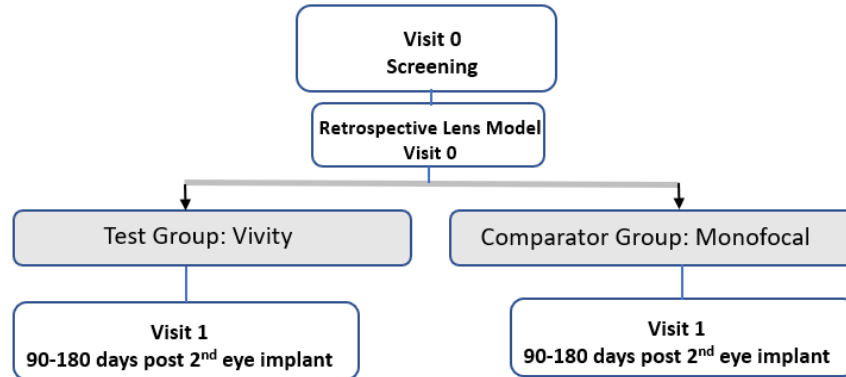 Visit 0
Screening
Retrospective Lens Model
Visit 0
Test Group: Vivity
Comparator Group: Monofocal
Visit 1
90-180 days post 2nd eye implant
Visit 1
90-180 days post 2nd eye implant